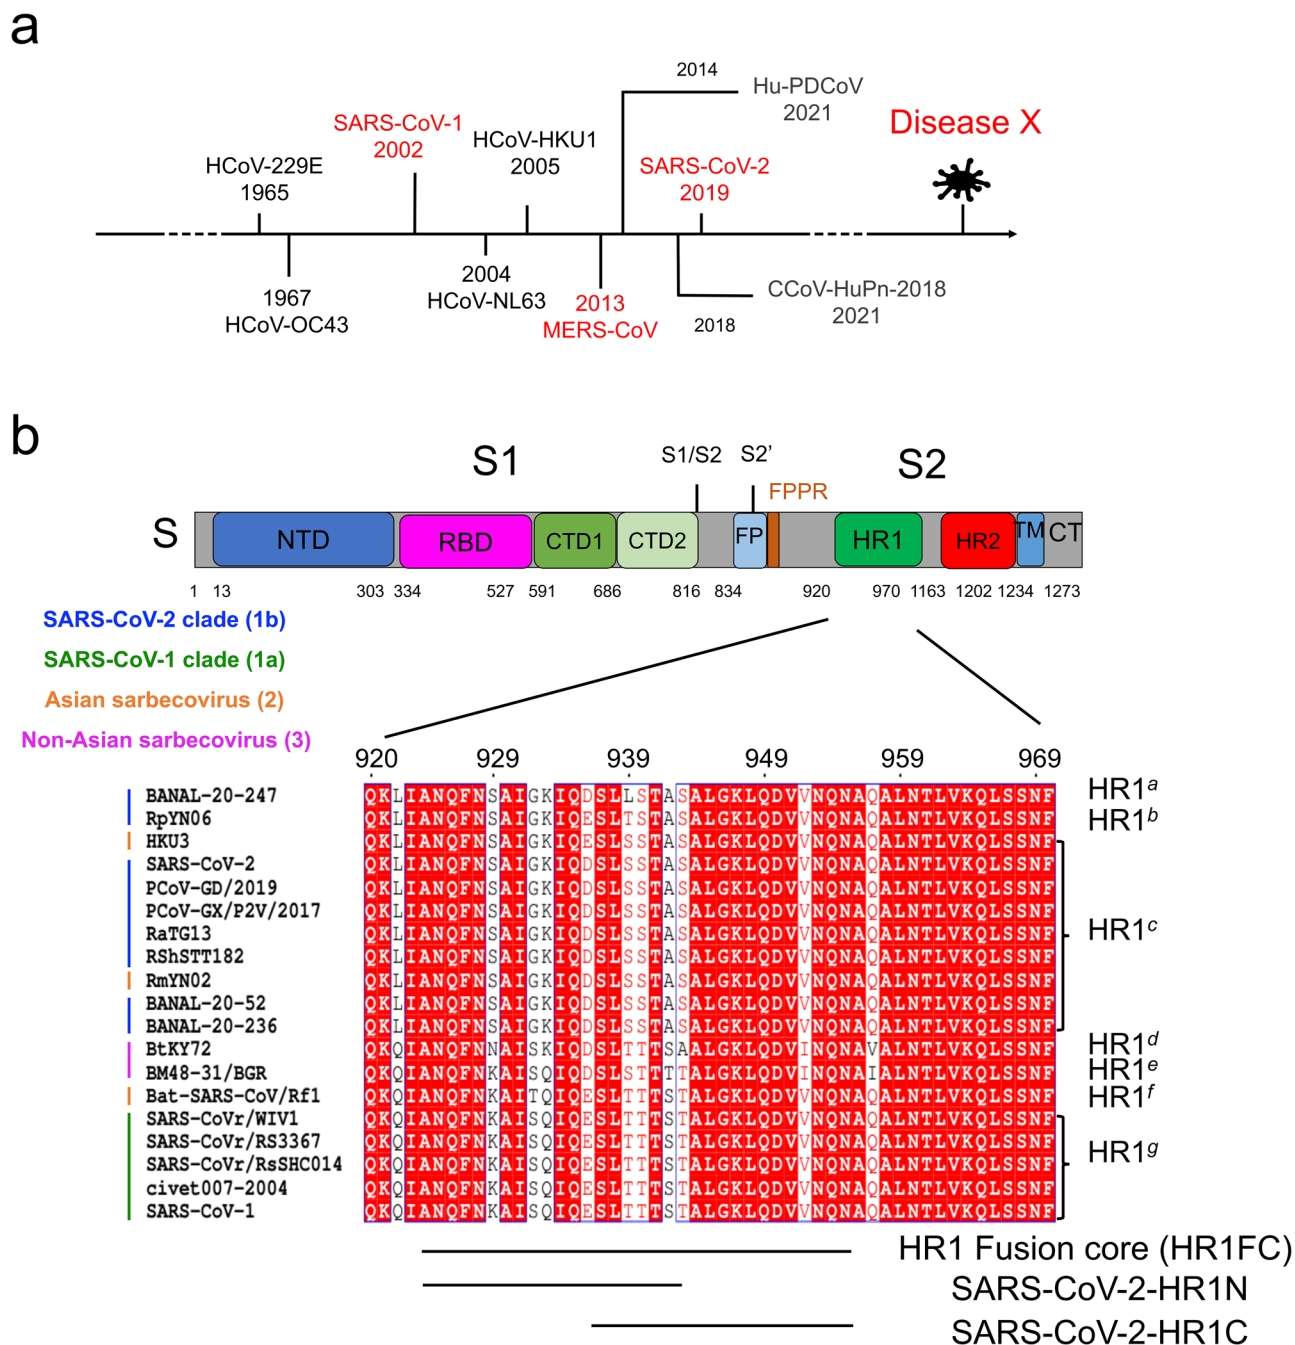 a
2014
Hu-PDCoV
2021
Disease X
SARS-CoV-1
2002
HCoV-HKU1
2005
HCoV-229E
1965
SARS-CoV-2
2019
1967
HCoV-OC43
2004
HCoV-NL63
2013
MERS-CoV
2018
CCoV-HuPn-2018
2021
b
S1 S1/S2 S2’ S2
FPPR
S NTD RBD CTD1 CTD2 FP HR1 HR2 TM CT
1 13 303 334 527 591 686 816 834 920 970 1163 1202 1234 1273
SARS-CoV-2 clade (1b)
SARS-CoV-1 clade (1a)
Asian sarbecovirus (2)
Non-Asian sarbecovirus (3)
920 929 939 949 959 969
BANAL-20-247 QKLIANQFNSAIGKIQDSLLSTASALGKLQDVVNQNAQALNTLVKQLSSNF HR1a
RpYN06 QKLIANQFNSAIGKIQESLTSTASALGKLQDVVNQNAQALNTLVKQLSSNF HR1b
HKU3 QKLIANQFNSAIGKIQDSLSSTASALGKLQDVVNQNAQALNTLVKQLSSNF
SARS-CoV-2 QKLIANQFNSAIGKIQDSLSSTASALGKLQDVVNQNAQALNTLVKQLSSNF
PCoV-GD/2019 QKLIANQFNSAIGKIQDSLSSTASALGKLQDVVNQNAQALNTLVKQLSSNF
PCoV-GX/P2V/2017 QKLIANQFNSAIGKIQDSLSSTASALGKLQDVVNQNAQALNTLVKQLSSNF
RaTG13 QKLIANQFNSAIGKIQDSLSSTASALGKLQDVVNQNAQALNTLVKQLSSNF HR1c
RShSTT182 QKLIANQFNSAIGKIQDSLSSTASALGKLQDVVNQNAQALNTLVKQLSSNF
RmYN02 QKLIANQFNSAIGKIQDSLSSTASALGKLQDVVNQNAQALNTLVKQLSSNF
BANAL-20-52 QKLIANQFNSAIGKIQDSLSSTASALGKLQDVVNQNAQALNTLVKQLSSNF
BANAL-20-236 QKLIANQFNSAIGKIQDSLSSTASALGKLQDVVNQNAQALNTLVKQLSSNF
BtKY72 QKQIANQFNNAISKIQDSLTTTSAALGKLQDVINQNAVALNTLVKQLSSNF HR1d
BM48-31/BGR QKQIANQFNKAISQIQDSLSTTTTALGKLQDVINQNAIALNTLVKQLSSNF HR1e
Bat-SARS-CoV/Rf1 QKQIANQFNKAITQIQESLTTTSTALGKLQDVVNQNAQALNTLVKQLSSNF HR1f
SARS-CoVr/WIV1 QKQIANQFNKAISQIQESLTTTSTALGKLQDVVNQNAQALNTLVKQLSSNF
SARS-CoVr/RS3367 QKQIANQFNKAISQIQESLTTTSTALGKLQDVVNQNAQALNTLVKQLSSNF HR1g
SARS-CoVr/RsSHC014 QKQIANQFNKAISQIQESLTTTSTALGKLQDVVNQNAQALNTLVKQLSSNF
civet007-2004 QKQIANQFNKAISQIQESLTTTSTALGKLQDVVNQNAQALNTLVKQLSSNF
SARS-CoV-1 QKQIANQFNKAISQIQESLTTTSTALGKLQDVVNQNAQALNTLVKQLSSNF
HR1 Fusion core (HR1FC)
SARS-CoV-2-HR1N
SARS-CoV-2-HR1C